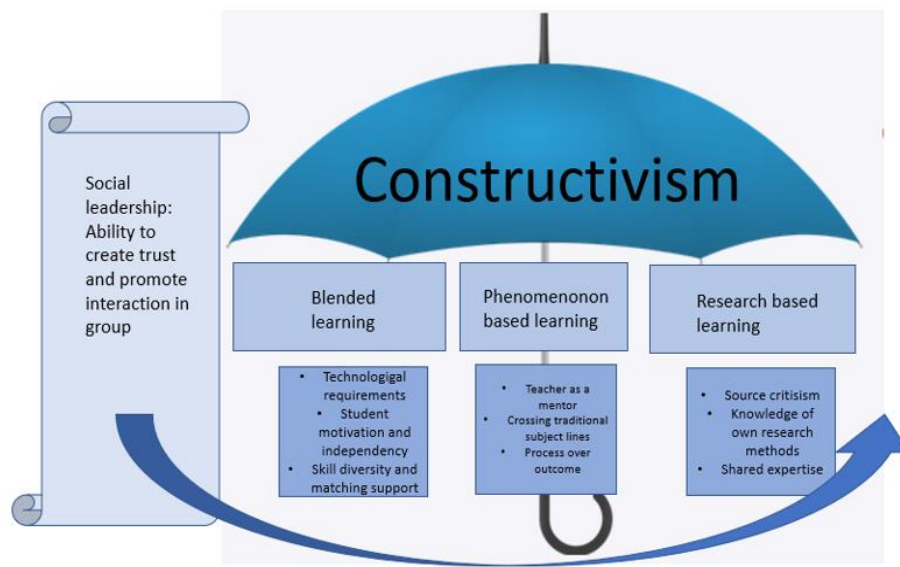 Constructivism
Social
leadership:
Ability to
create trust
and promote
interaction in
group
Blended
learning
Phenomenonon
based learning
Research based
learning
• Technologigal
requirements
• Student
motivation and
independency
• Skill diversity and
matching support
• Teacher as a
mentor
• Crossing traditional
subject lines
• Process over
outcome
• Source critisism
• Knowledge of
own research
methods
• Shared expertise